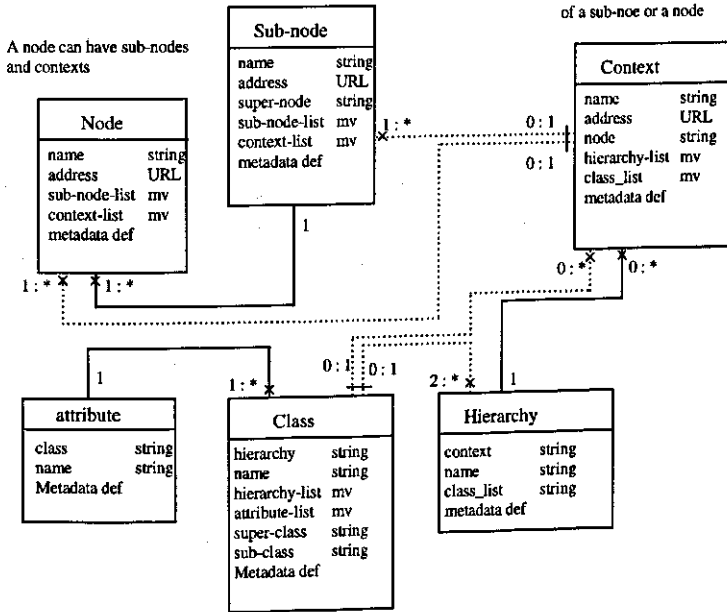 of a sub-noe or a node
A node can have sub-nodes
and contexts
Sub-node
name string
address URL
super-node string
sub-node-list mv
context-list mv
metadata def
Node
name string
address URL
sub-node-list mv
context-list mv
metadata def
Context
name string
address URL
node string
hierarchy-list mv
class_list mv
metadata def
1 : *
0 : 1
0 : 1
1
1 : *
1 : *
0 : *
0 : *
1
1 : *
0 : 1
0 : 1
2 : *
1
attribute
class string
name string
Metadata def
Class
hierarchy string
name string
hierarchy-list mv
attribute-list mv
super-class string
sub-class string
Metadata def
Hierarchy
context string
name string
class_list string
metadata def